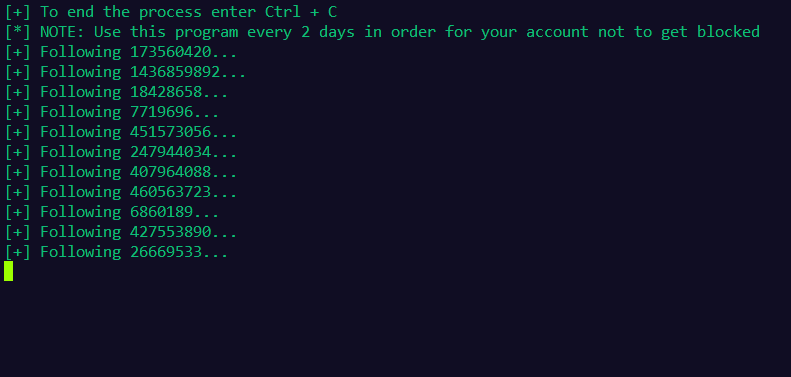 [+] To end the process enter Ctrl + C
[*] NOTE: Use this program every 2 days in order for your account not to get blocked
[+] Following 173560420...
[+] Following 1436859892...
[+] Following 18428658...
[+] Following 7719696...
[+] Following 451573056...
[+] Following 247944034...
[+] Following 407964088...
[+] Following 460563723...
[+] Following 6860189...
[+] Following 427553890...
[+] Following 26669533...